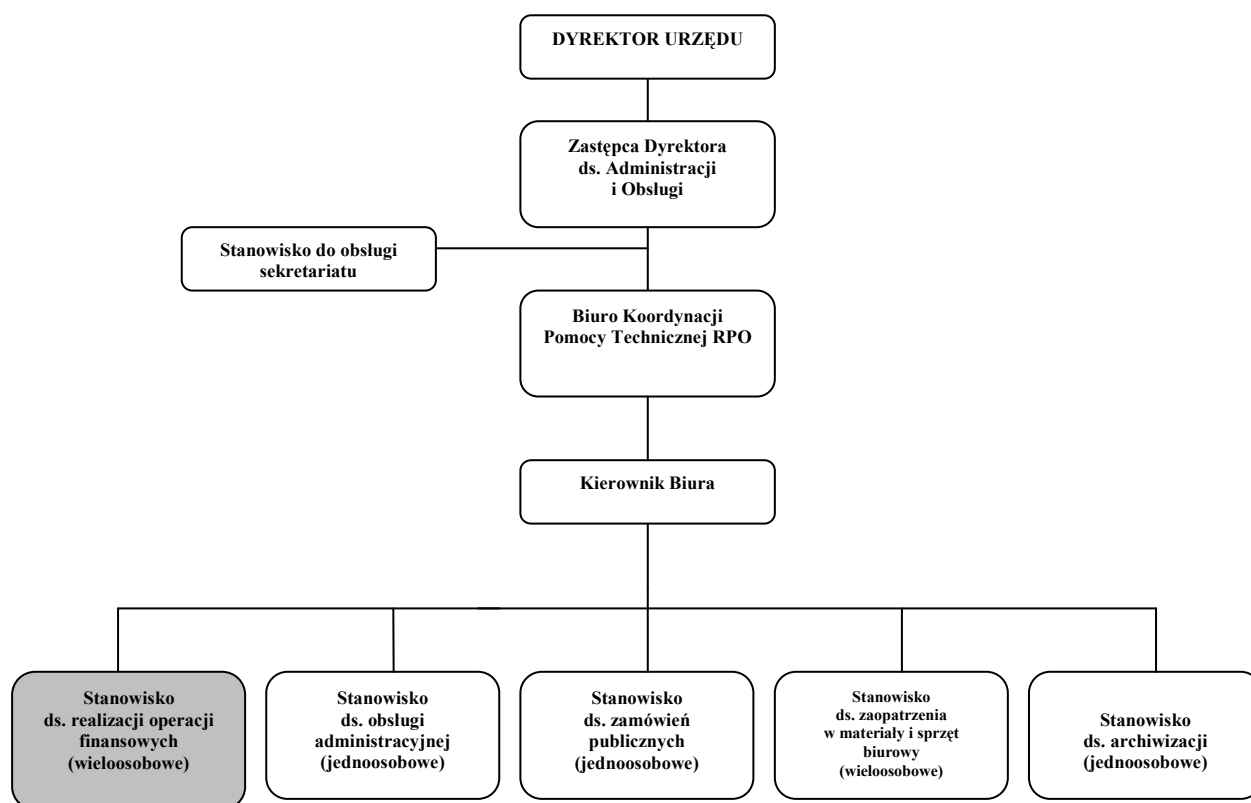 DYREKTOR URZĘDU
Zastępca Dyrektora
ds. Administracji
i Obsługi
Stanowisko do obsługi
sekretariatu
Biuro Koordynacji
Pomocy Technicznej RPO
Kierownik Biura
Stanowisko
ds. realizacji operacji
finansowych
(wieloosobowe)
Stanowisko
ds. obsługi
administracyjnej
(jednoosobowe)
Stanowisko
ds. zamówień
publicznych
(jednoosobowe)
Stanowisko
ds. zaopatrzenia
w materiały i sprzęt
biurowy
(wieloosobowe)
Stanowisko
ds. archiwizacji
(jednoosobowe)